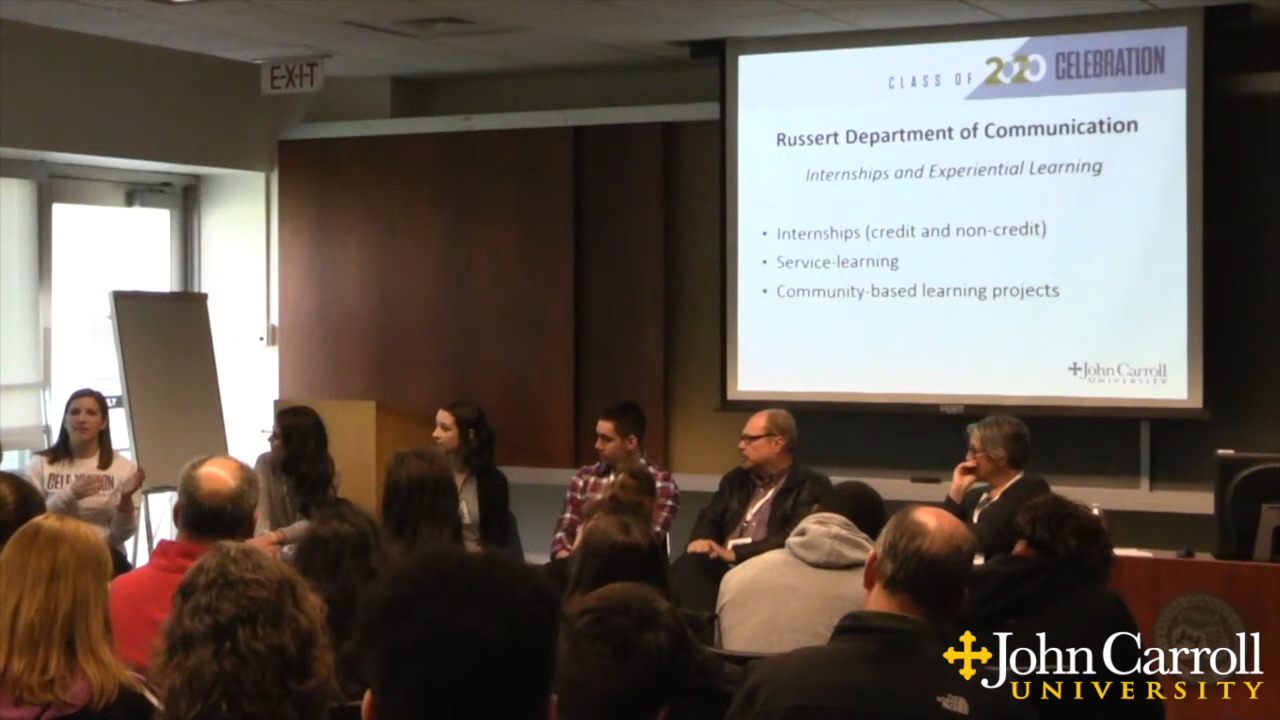 EXIT
CLASS OF 2020 CELEBRATION
Russert Department of Communication
Internships and Experiential Learning
• Internships (credit and non-credit)
• Service-learning
• Community-based learning projects
John Carroll
UNIVERSITY
CELEBRATION
John Carroll
UNIVERSITY